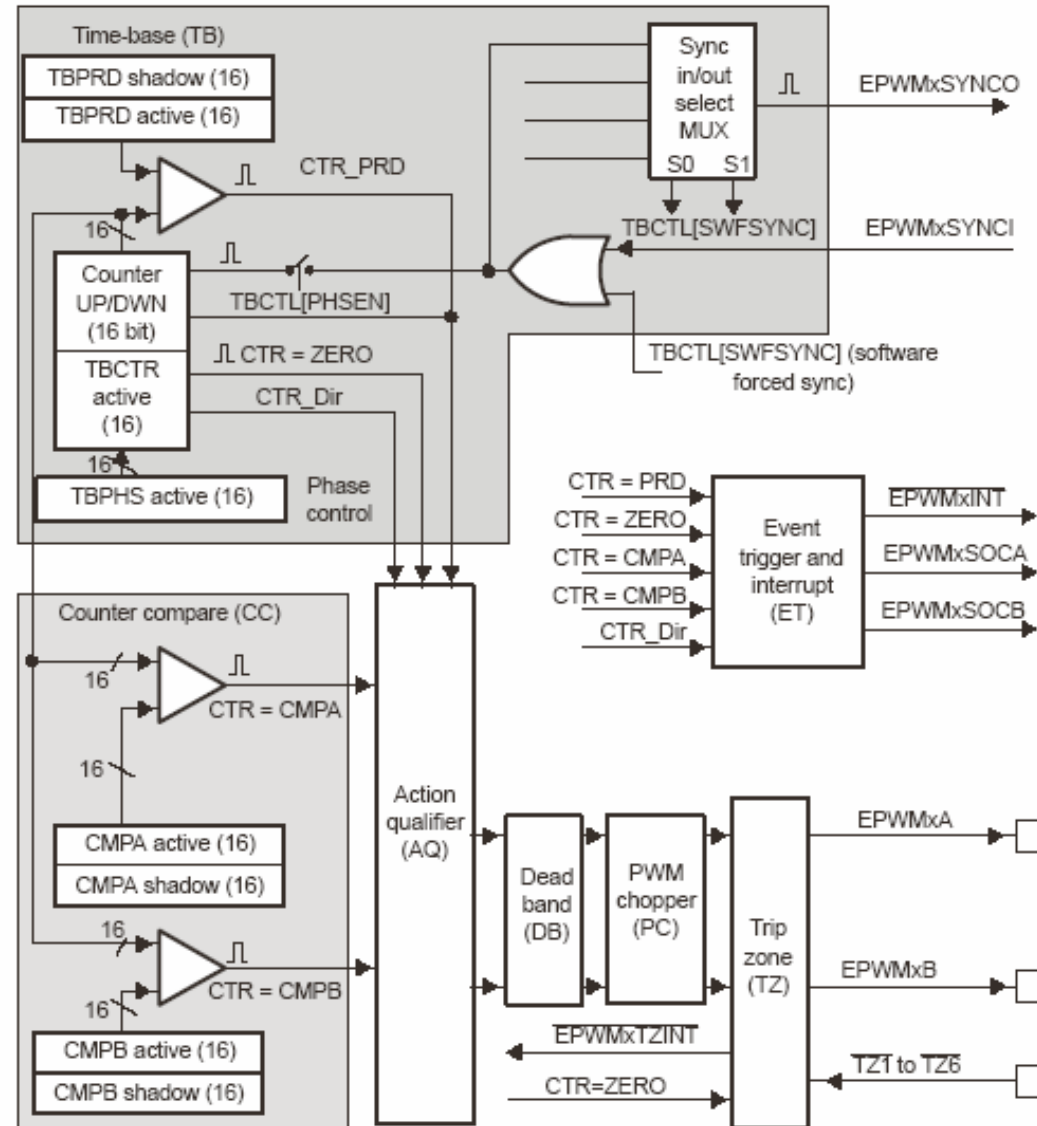 Time-base (TB)
TBPRD shadow (16)
TBPRD active (16)
CTR_PRD
16
Counter
UP/DWN
(16 bit)
TBCTR
active
(16)
TBCTL[PHSEN]
CTR = ZERO
CTR_Dir
16
TBPHS active (16)
Phase
control
Sync
in/out
select
MUX
S0 S1
EPWMxSYNCO
TBCTL[SWFSYNC]
EPWMxSYNCI
TBCTL[SWFSYNC] (software
forced sync)
CTR = PRD
CTR = ZERO
CTR = CMPA
CTR = CMPB
CTR_Dir
Event
trigger and
interrupt
(ET)
EPWMxINT
EPWMxSOCA
EPWMxSOCB
Counter compare (CC)
16
CTR = CMPA
16
CMPA active (16)
CMPA shadow (16)
16
CTR = CMPB
16
CMPB active (16)
CMPB shadow (16)
Action
qualifier
(AQ)
Dead
band
(DB)
PWM
chopper
(PC)
Trip
zone
(TZ)
EPWMxA
EPWMxB
EPWMxTZINT
TZ1 to TZ6
CTR=ZERO